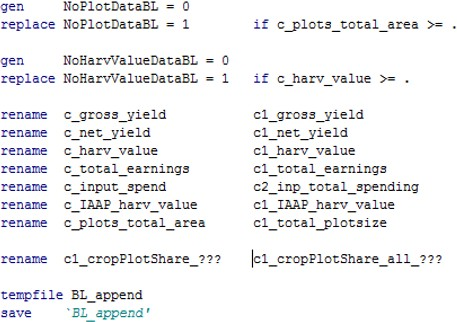 gen NoPlotDataBL = 0
replace NoPlotDataBL = 1 if c_plots_total_area >= .
gen NoHarvValueDataBL = 0
replace NoHarvValueDataBL = 1 if c_harv_value >= .
rename c_gross_yield c1_gross_yield
rename c_net_yield c1_net_yield
rename c_harv_value c1_harv_value
rename c_total_earnings c1_total_earnings
rename c_input_spend c2_inp_total_spending
rename c_IAAP_harv_value c1_IAAP_harv_value
rename c_plots_total_area c1_total_plotsize
rename c1_cropPlotShare_??? c1_cropPlotShare_all_???
tempfile BL_append
save `BL_append'